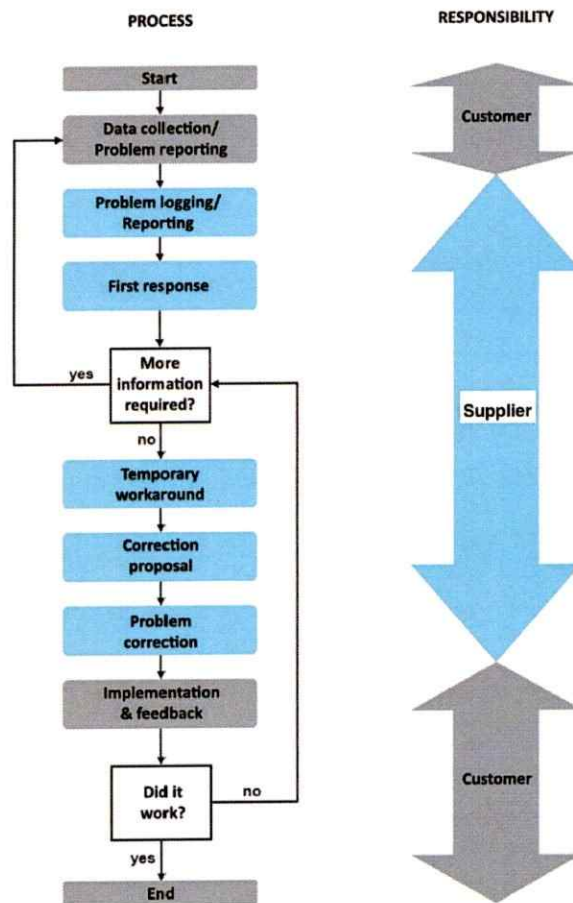 PROCESS
RESPONSIBILITY
Start
Customer
Data collection/
Problem reporting
Problem logging/
Reporting
First response
More
information
required?
yes
no
Supplier
Temporary
workaround
Correction
proposal
Problem
correction
Implementation
& feedback
Customer
Did it
work?
no
yes
End